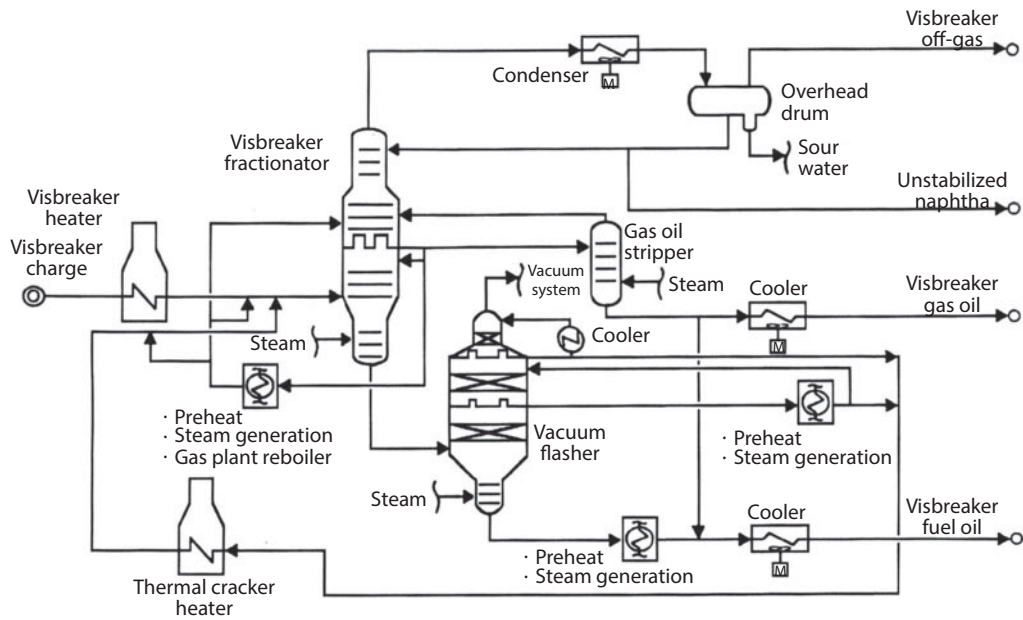 Visbreaker
off-gas
Condenser
M
Overhead
drum
Visbreaker
fractionator
Sour
water
Unstabilized
naphtha
Visbreaker
heater
Visbreaker
charge
Gas oil
stripper
Vacuum
system
Steam
Cooler
Visbreaker
gas oil
Steam
Cooler
M
· Preheat
· Steam generation
· Gas plant reboiler
Vacuum
flasher
· Preheat
· Steam generation
Steam
Cooler
Visbreaker
fuel oil
M
· Preheat
· Steam generation
Thermal cracker
heater